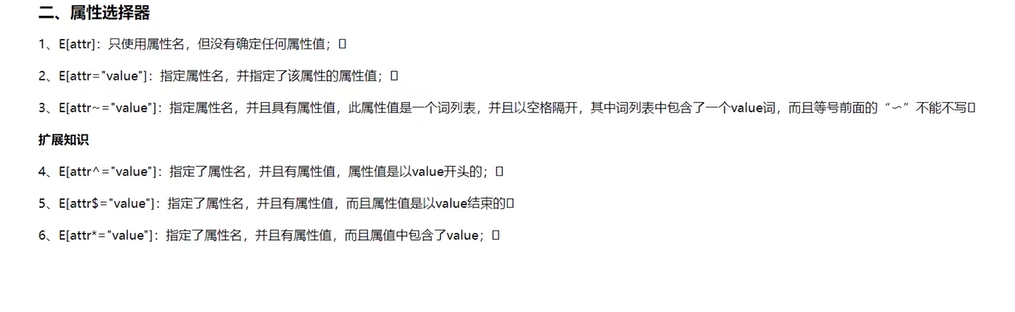 二、属性选择器
1、E[attr]：只使用属性名，但没有确定任何属性值；
2、E[attr="value"]：指定属性名，并指定了该属性的属性值；
3、E[attr~="value"]：指定属性名，并且具有属性值，此属性值是一个词列表，并且以空格隔开，其中词列表中包含了一个value词，而且等号前面的“∽”不能不写
扩展知识
4、E[attr^="value"]：指定了属性名，并且有属性值，属性值是以value开头的；
5、E[attr$="value"]：指定了属性名，并且有属性值，而且属性值是以value结束的
6、E[attr*="value"]：指定了属性名，并且有属性值，而且属值中包含了value；